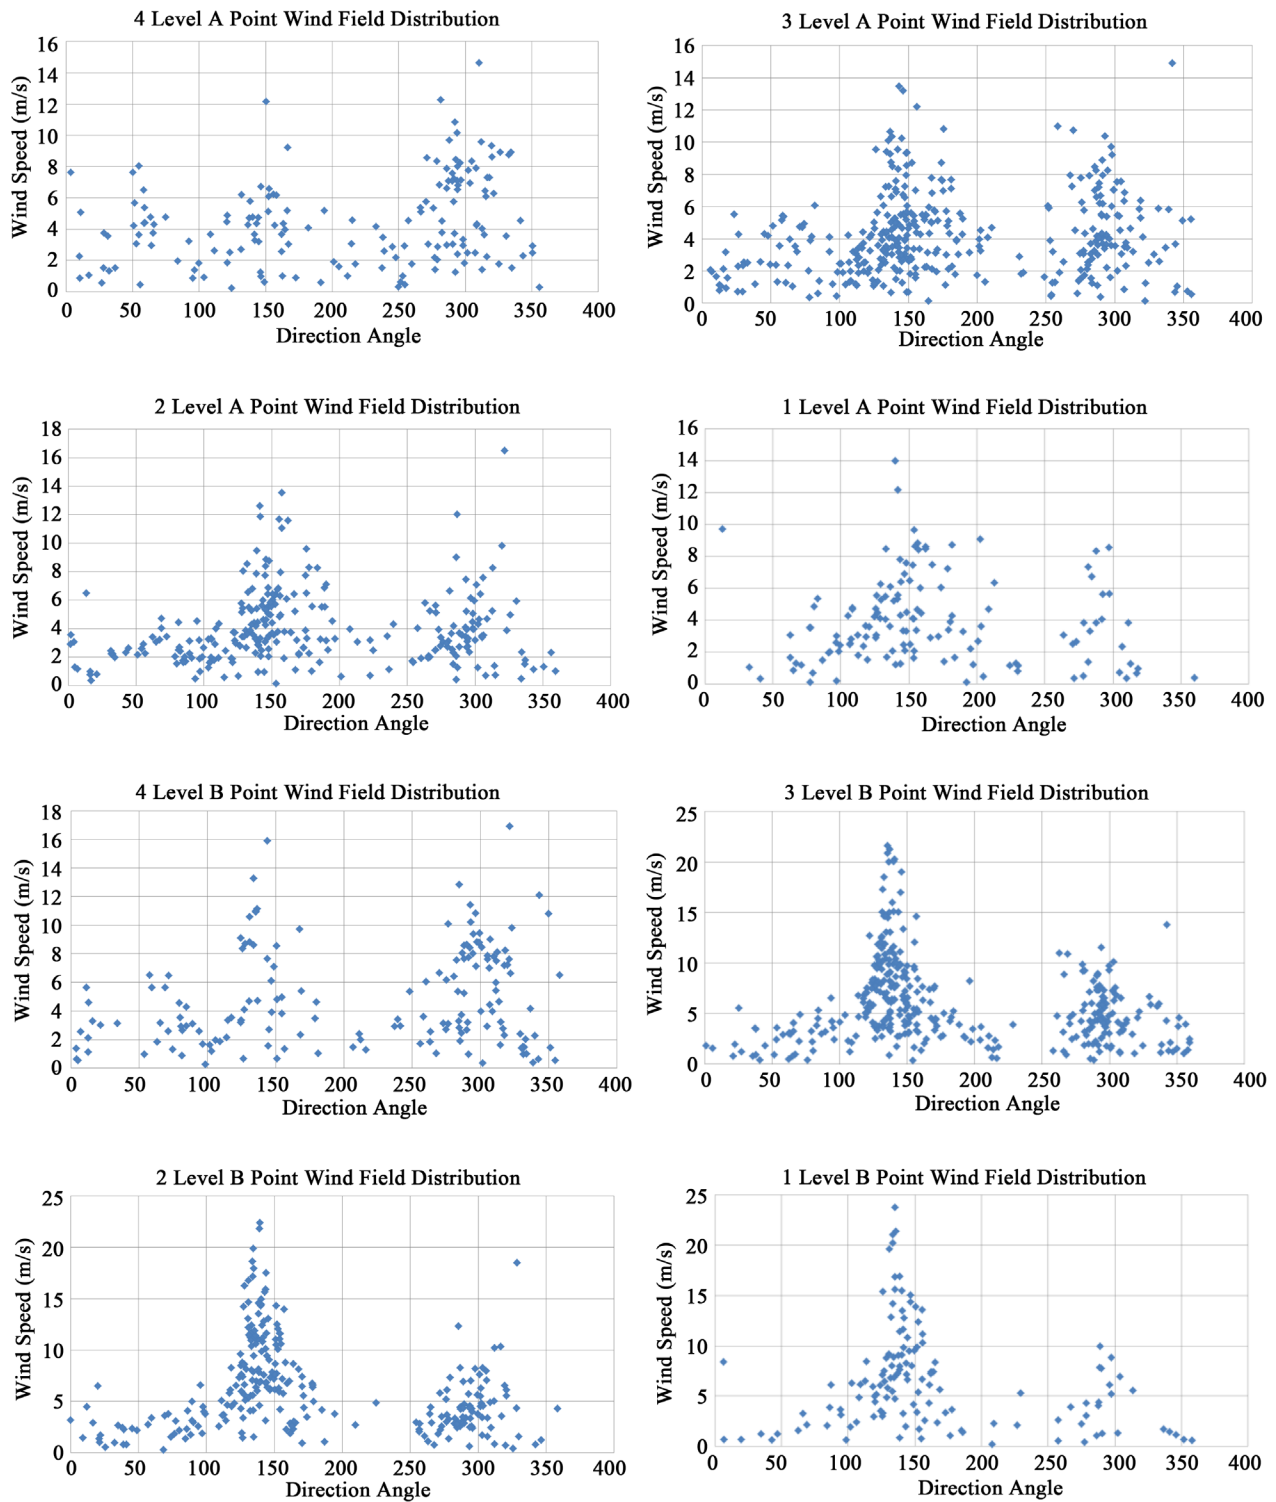 4 Level A Point Wind Field Distribution
Wind Speed (m/s)
16
14
12
10
8
6
4
2
0
0 50 100 150 200 250 300 350 400
Direction Angle
3 Level A Point Wind Field Distribution
Wind Speed (m/s)
16
14
12
10
8
6
4
2
0
0 50 100 150 200 250 300 350 400
Direction Angle
2 Level A Point Wind Field Distribution
Wind Speed (m/s)
18
16
14
12
10
8
6
4
2
0
0 50 100 150 200 250 300 350 400
Direction Angle
1 Level A Point Wind Field Distribution
Wind Speed (m/s)
16
14
12
10
8
6
4
2
0
0 50 100 150 200 250 300 350 400
Direction Angle
4 Level B Point Wind Field Distribution
Wind Speed (m/s)
18
16
14
12
10
8
6
4
2
0
0 50 100 150 200 250 300 350 400
Direction Angle
3 Level B Point Wind Field Distribution
Wind Speed (m/s)
25
20
15
10
5
0
0 50 100 150 200 250 300 350 400
Direction Angle
2 Level B Point Wind Field Distribution
Wind Speed (m/s)
25
20
15
10
5
0
0 50 100 150 200 250 300 350 400
Direction Angle
1 Level B Point Wind Field Distribution
Wind Speed (m/s)
25
20
15
10
5
0
0 50 100 150 200 250 300 350 400
Direction Angle